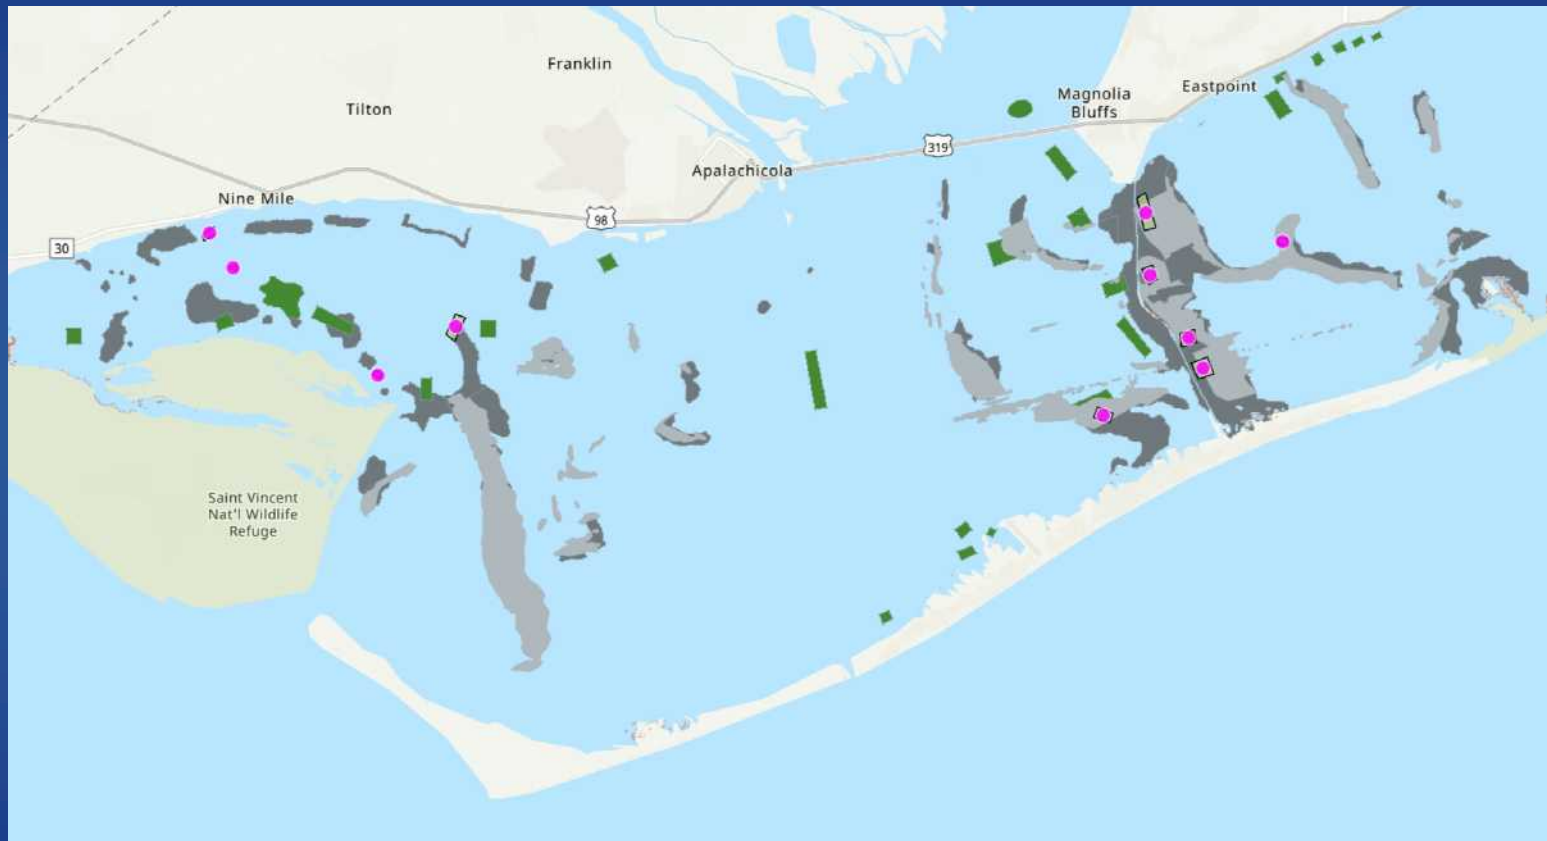 Franklin
Tilton
Magnolia
Bluffs
Eastpoint
319
Apalachicola
Nine Mile
98
30
Saint Vincent
Nat'l Wildlife
Refuge